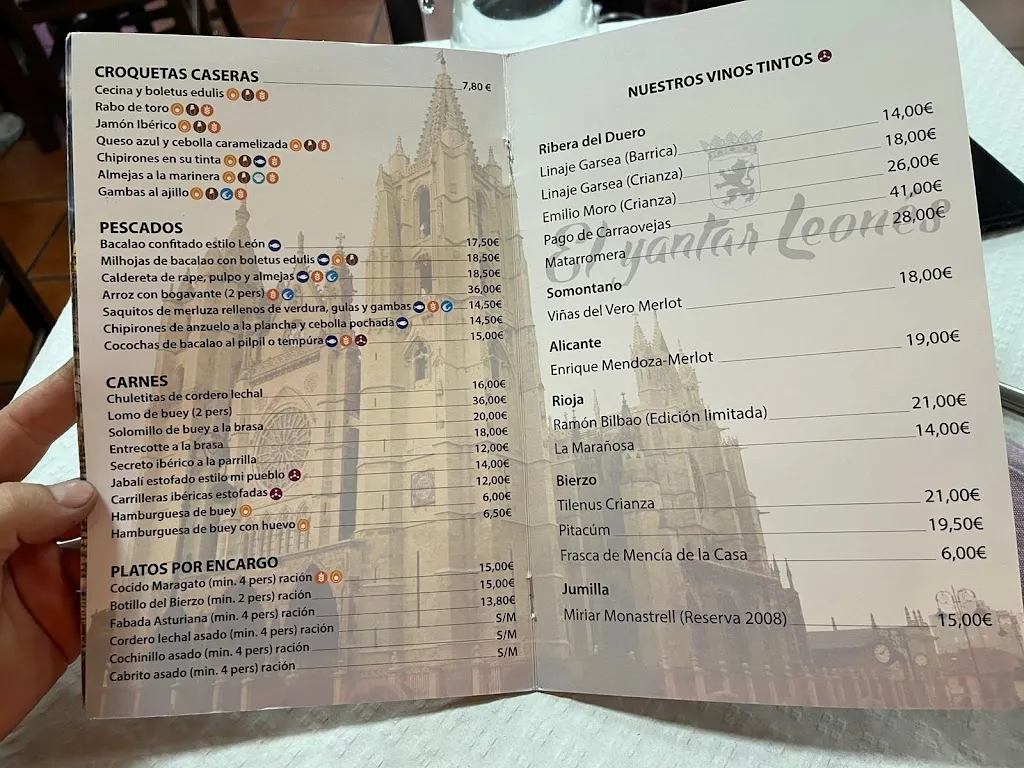 CROQUETAS CASERAS 7,80 €
Cecina y boletus edulis
Rabo de toro
Jamón Ibérico
Queso azul y cebolla caramelizada
Chipirones en su tinta
Almejas a la marinera
Gambas al ajillo
PESCADOS
Bacalao confitado estilo León 17,50€
Milhojas de bacalao con boletus edulis 18,50€
Caldereta de rape, pulpo y almejas 18,50€
Arroz con bogavante (2 pers) 36,00€
Saquitos de merluza rellenos de verdura, gulas y gambas 14,50€
Chipirones de anzuelo a la plancha y cebolla pochada 14,50€
Cocochas de bacalao al pilpil o tempúra 15,00€
CARNES
Chuletitas de cordero lechal 16,00€
Lomo de buey (2 pers) 36,00€
Solomillo de buey a la brasa 20,00€
Entrecotte a la brasa 18,00€
Secreto ibérico a la parrilla 12,00€
Jabalí estofado estilo mi pueblo 14,00€
Carrilleras ibéricas estofadas 12,00€
Hamburguesa de buey 6,00€
Hamburguesa de buey con huevo 6,50€
PLATOS POR ENCARGO
Cocido Maragato (min. 4 pers) ración 15,00€
Botillo del Bierzo (min. 2 pers) ración 15,00€
Fabada Asturiana (min. 4 pers) ración 13,80€
Cordero lechal asado (min. 4 pers) ración S/M
Cochinillo asado (min. 4 pers) ración S/M
Cabrito asado (min. 4 pers) ración S/M
NUESTROS VINOS TINTOS
Ribera del Duero
Linaje Garsea (Barrica) 14,00€
Linaje Garsea (Crianza) 18,00€
Emilio Moro (Crianza) 26,00€
Pago de Carraovejas 41,00€
Matarromera 28,00€
El yantar Leonés
Somontano
Viñas del Vero Merlot 18,00€
Alicante
Enrique Mendoza-Merlot 19,00€
Rioja
Ramón Bilbao (Edición limitada) 21,00€
La Marañosa 14,00€
Bierzo
Tilenus Crianza 21,00€
Pitacúm 19,50€
Frasca de Mencía de la Casa 6,00€
Jumilla
Miriar Monastrell (Reserva 2008) 15,00€